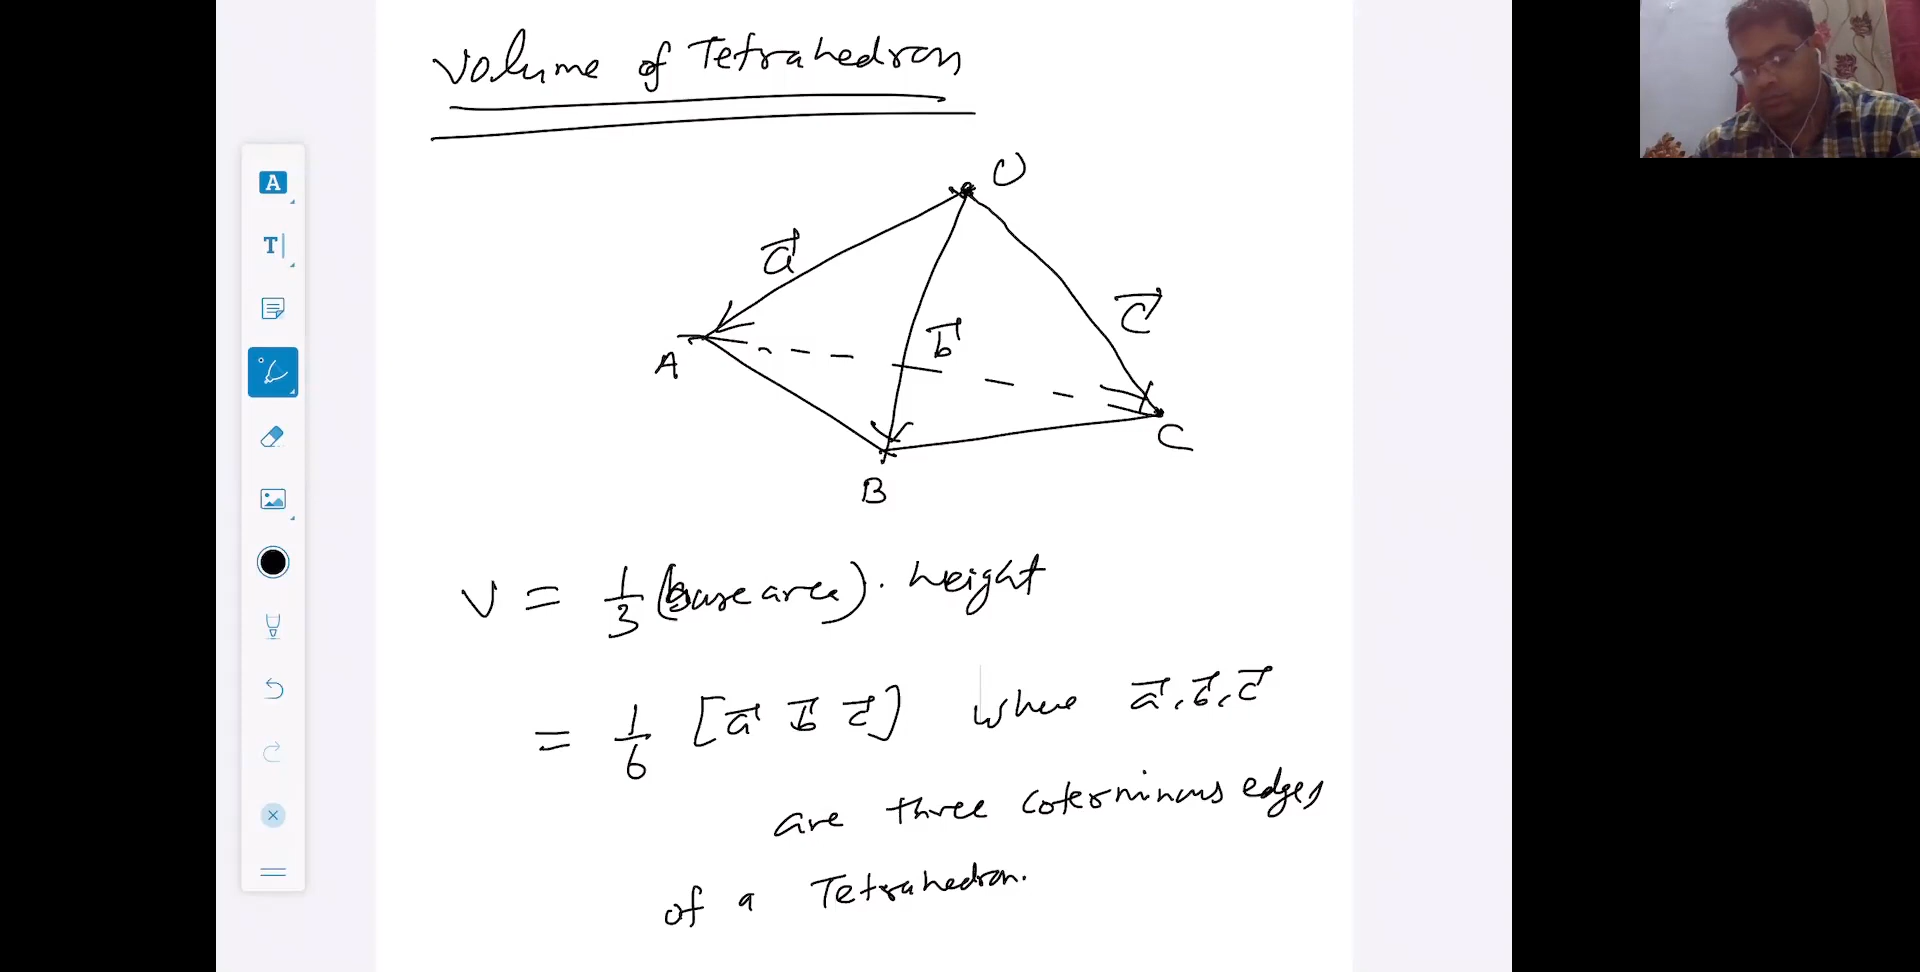 Volume of Tetrahedron
O
a⃗
c⃗
b⃗
A
C
B
V = 1/3 (base area). height
= 1/6 [a⃗ b⃗ c⃗] where a⃗, b⃗, c⃗
are three coterminous edges
of a Tetrahedron.
A
T